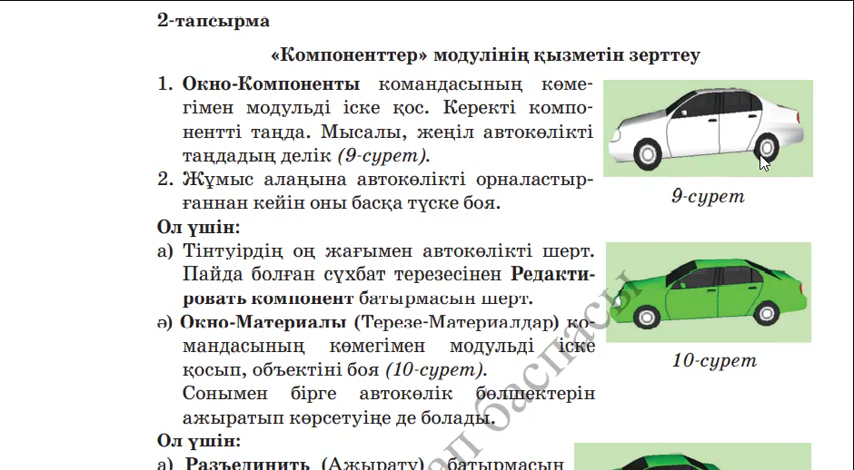 2-тапсырма
«Компоненттер» модулінің қызметін зерттеу
1. Окно-Компоненты командасының көме-
гімен модульді іске қос. Керекті компо-
нентті таңда. Мысалы, жеңіл автокөлікті
таңдадың делік (9-сурет).
2. Жұмыс алаңына автокөлікті орналастыр-
ғаннан кейін оны басқа түске боя.
Ол үшін:
а) Тінтуірдің оң жағымен автокөлікті шерт.
Пайда болған сүхбат терезесінен Редакти-
ровать компонент батырмасын шерт.
ә) Окно-Материалы (Терезе-Материалдар) ко-
мандасының көмегімен модульді іске
қосып, объектіні боя (10-сурет).
Сонымен бірге автокөлік бөлшектерін
ажыратып көрсетуіңе де болады.
Ол үшін:
а) Разъединить (Ажырату) батырмасын
9-сурет
10-сурет
баспасы